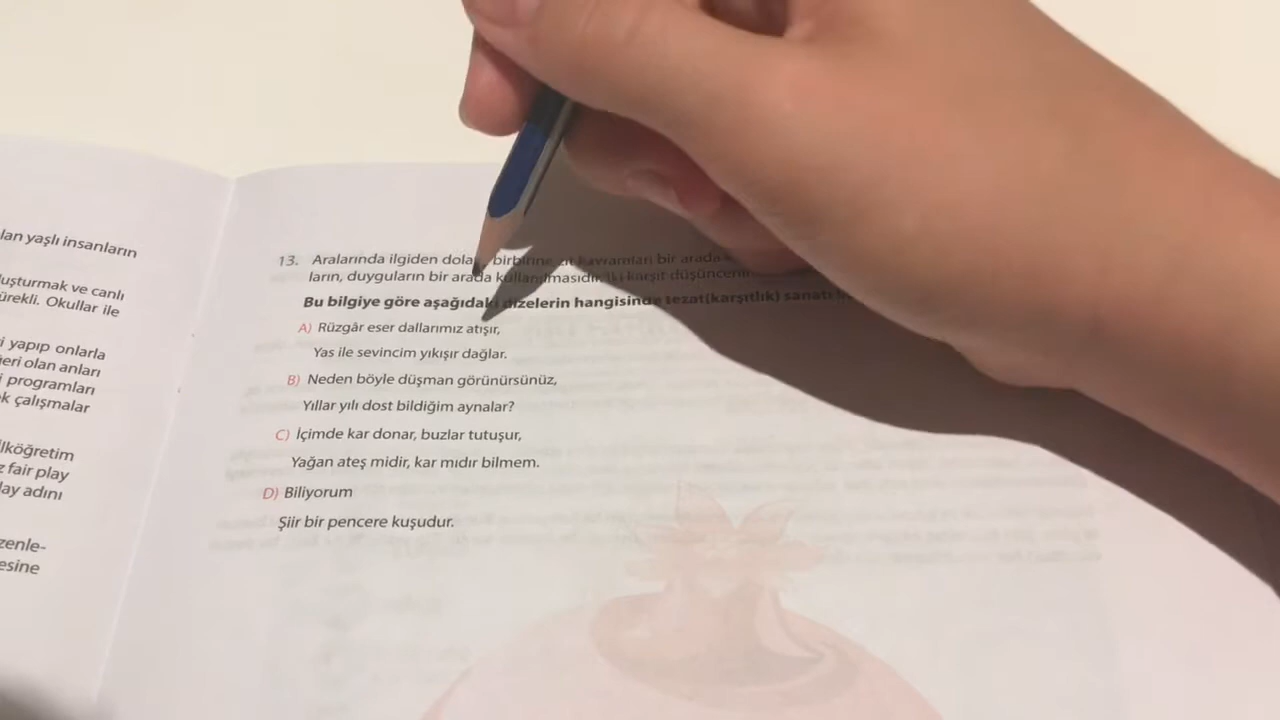 lan yaşlı insanların
luşturmak ve canlı
ürekli. Okullar ile
i yapıp onlarla
eri olan anları
i programları
k çalışmalar
lköğretim
z fair play
lay adını
zenle-
esine
13. Aralarında ilgiden dola birbirine zıt kavramları bir arada
ların, duyguların bir arada kullanılmasıdır. İki karşıt düşüncenin
Bu bilgiye göre aşağıdaki dizelerin hangisinde tezat(karşıtlık) sanatı
A) Rüzgâr eser dallarımız atışır,
Yas ile sevincim yıkışır dağlar.
B) Neden böyle düşman görünürsünüz,
Yıllar yılı dost bildiğim aynalar?
C) İçimde kar donar, buzlar tutuşur,
Yağan ateş midir, kar mıdır bilmem.
D) Biliyorum
Şiir bir pencere kuşudur.